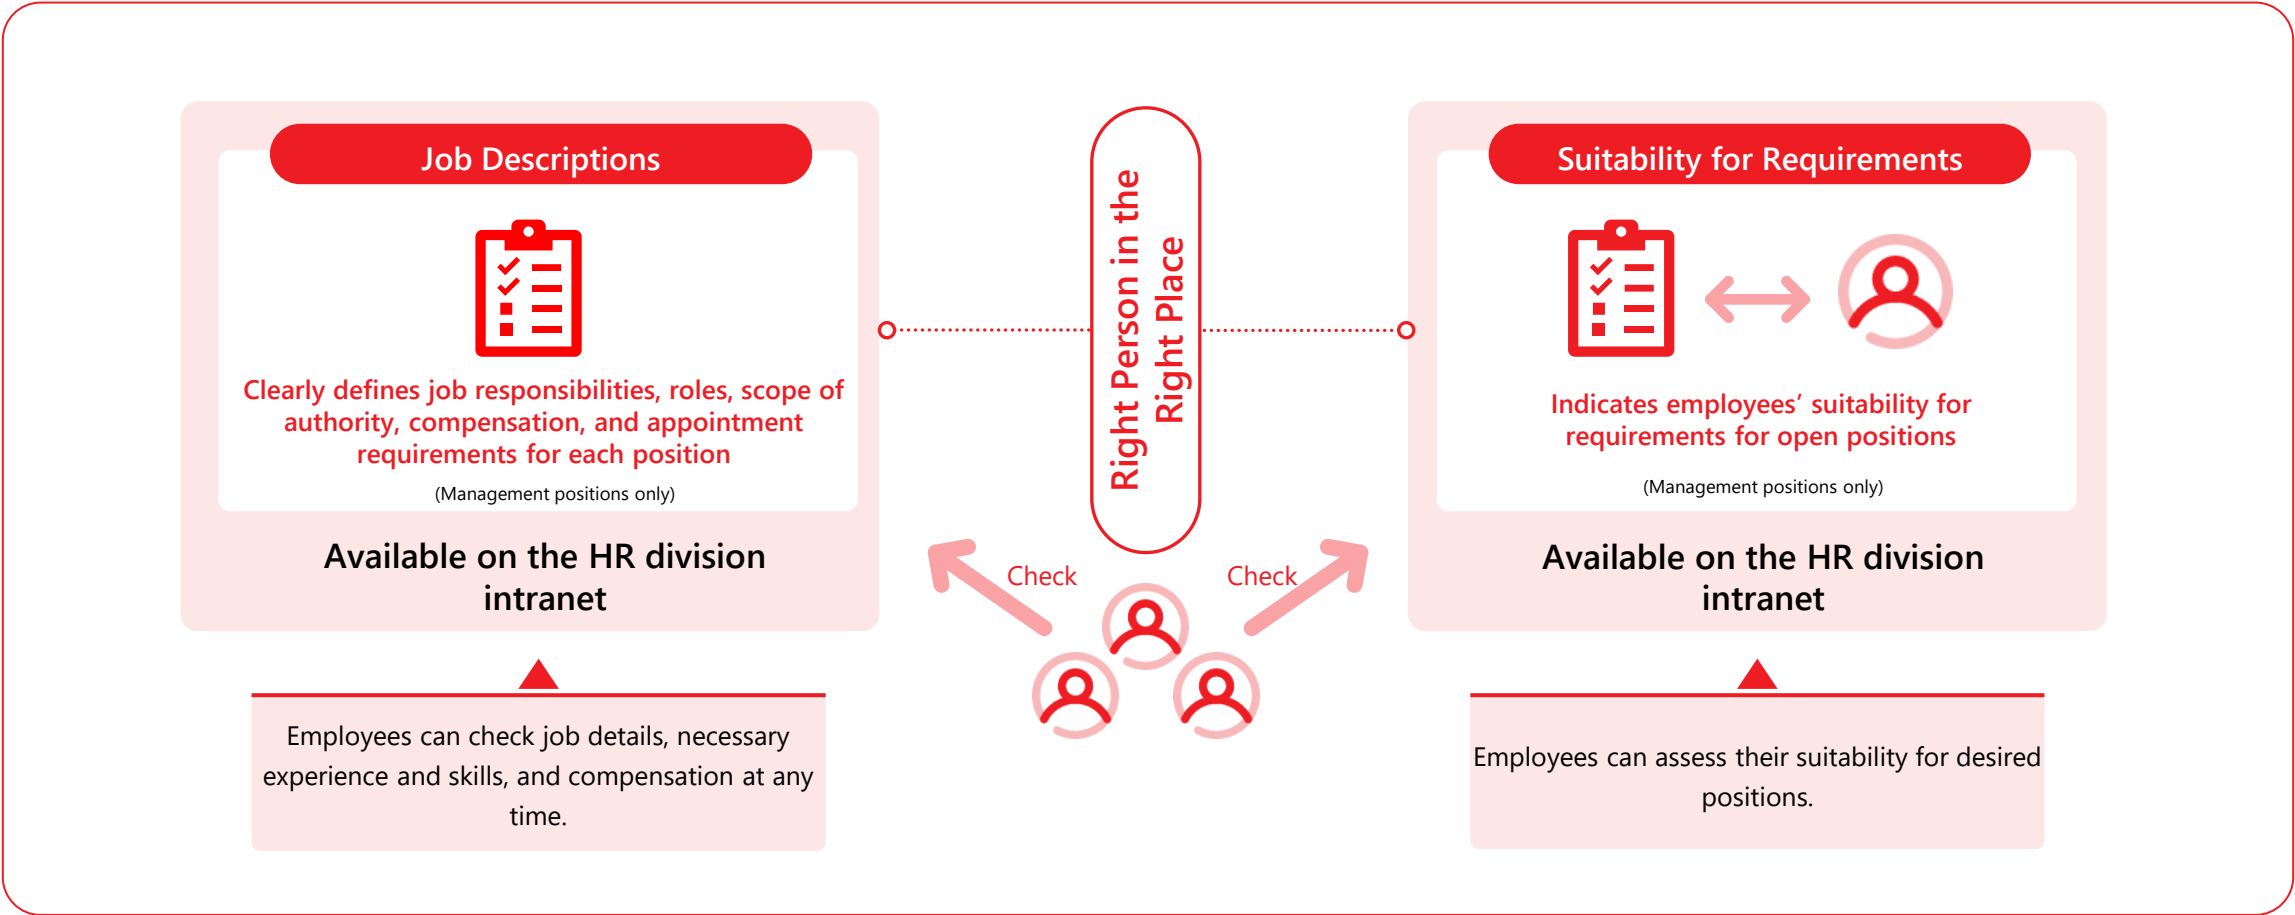 Job Descriptions
Clearly defines job responsibilities, roles, scope of
authority, compensation, and appointment
requirements for each position
(Management positions only)
Available on the HR division
intranet
Employees can check job details, necessary
experience and skills, and compensation at any
time.
Right Person in the
Right Place
Check
Check
Suitability for Requirements
Indicates employees’ suitability for
requirements for open positions
(Management positions only)
Available on the HR division
intranet
Employees can assess their suitability for desired
positions.